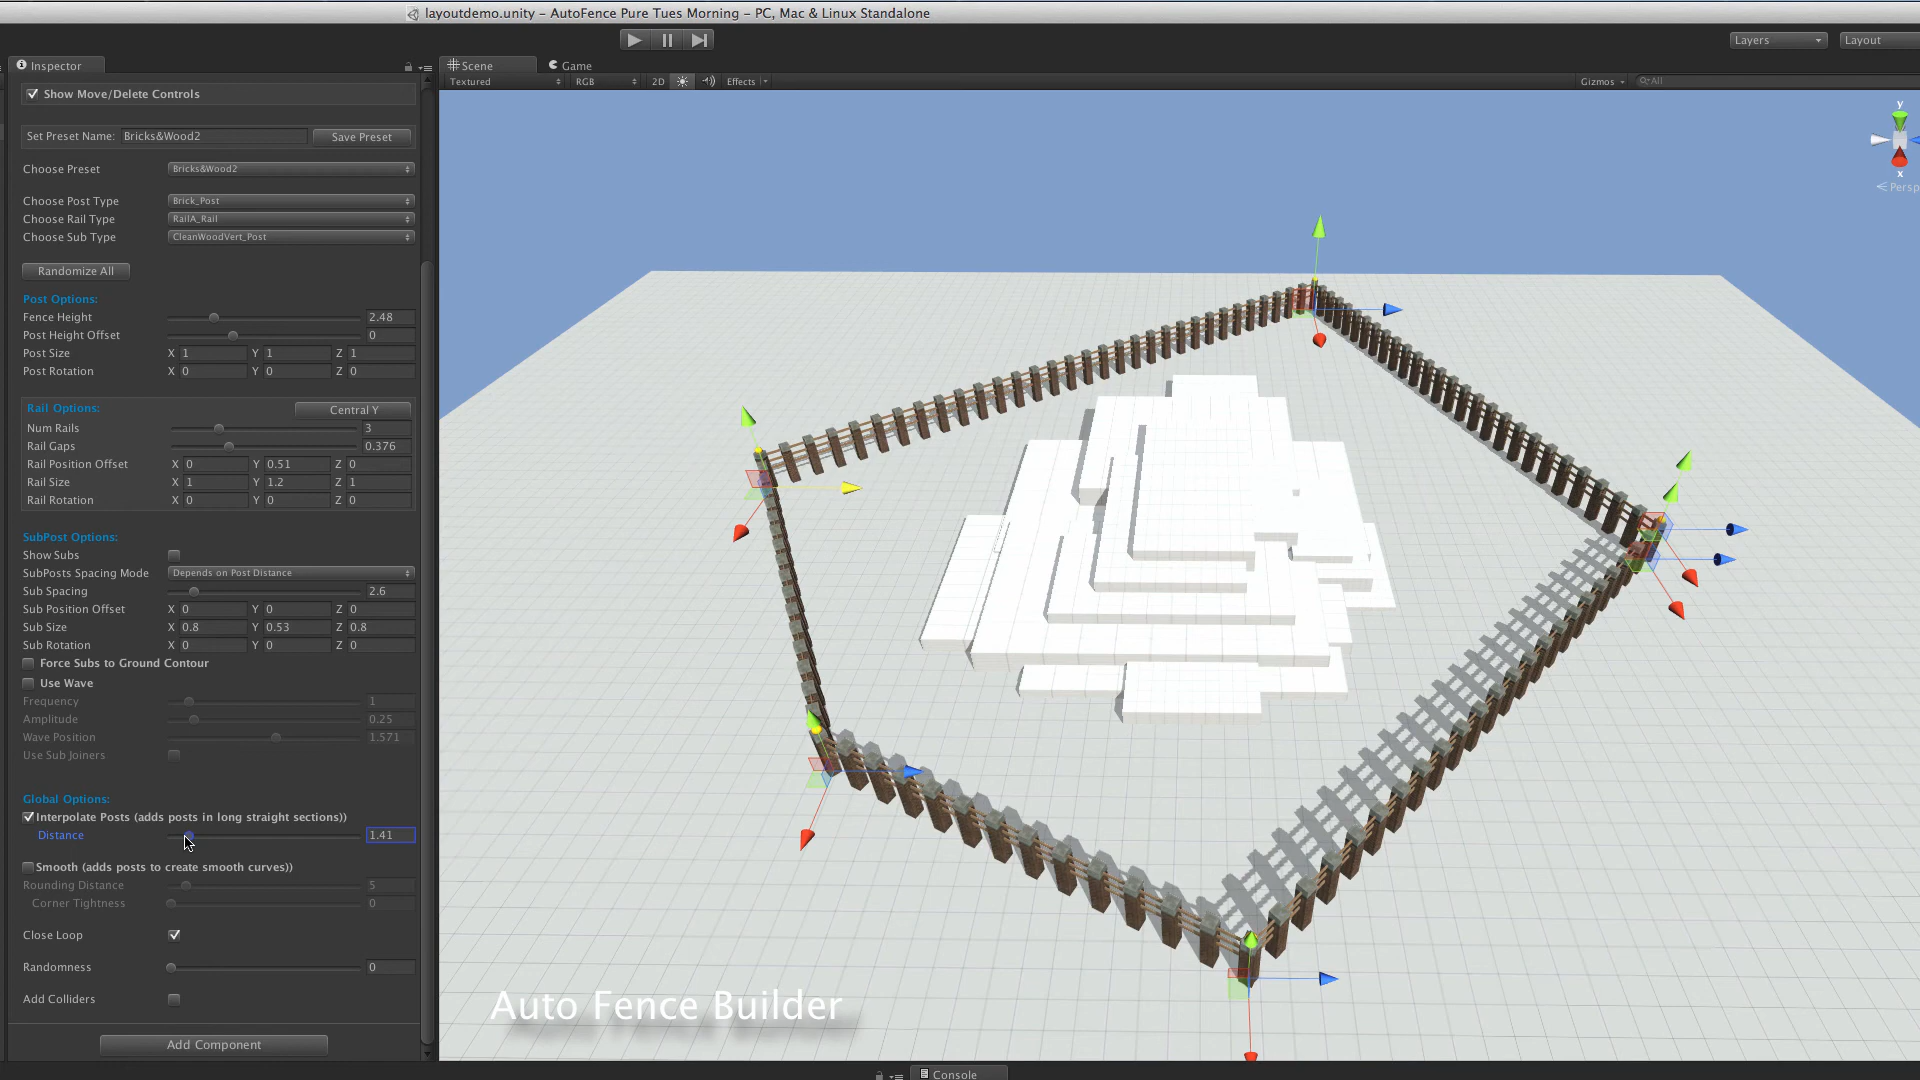 layoutdemo.unity – AutoFence Pure Tues Morning – PC, Mac & Linux Standalone
Layers
Layout
Inspector
Scene
Game
Textured
RGB
2D
Effects
Gizmos
All
Show Move/Delete Controls
Set Preset Name:
Bricks&Wood2
Save Preset
Choose Preset
Bricks&Wood2
Choose Post Type
Brick_Post
Choose Rail Type
RailA_Rail
Choose Sub Type
CleanWoodVert_Post
Randomize All
Post Options:
Fence Height 2.48
Post Height Offset 0
Post Size X 1 Y 1 Z 1
Post Rotation X 0 Y 0 Z 0
Rail Options:
Central Y
Num Rails 3
Rail Gaps 0.376
Rail Position Offset X 0 Y 0.51 Z 0
Rail Size X 1 Y 1.2 Z 1
Rail Rotation X 0 Y 0 Z 0
SubPost Options:
Show Subs
SubPosts Spacing Mode Depends on Post Distance
Sub Spacing 2.6
Sub Position Offset X 0 Y 0 Z 0
Sub Size X 0.8 Y 0.53 Z 0.8
Sub Rotation X 0 Y 0 Z 0
Force Subs to Ground Contour
Use Wave
Frequency 1
Amplitude 0.25
Wave Position 1.571
Use Sub Joiners
Global Options:
Interpolate Posts (adds posts in long straight sections))
Distance 1.41
Smooth (adds posts to create smooth curves))
Rounding Distance 5
Corner Tightness 0
Close Loop
Randomness 0
Add Colliders
Add Component
y
x
Persp
Auto Fence Builder
Console